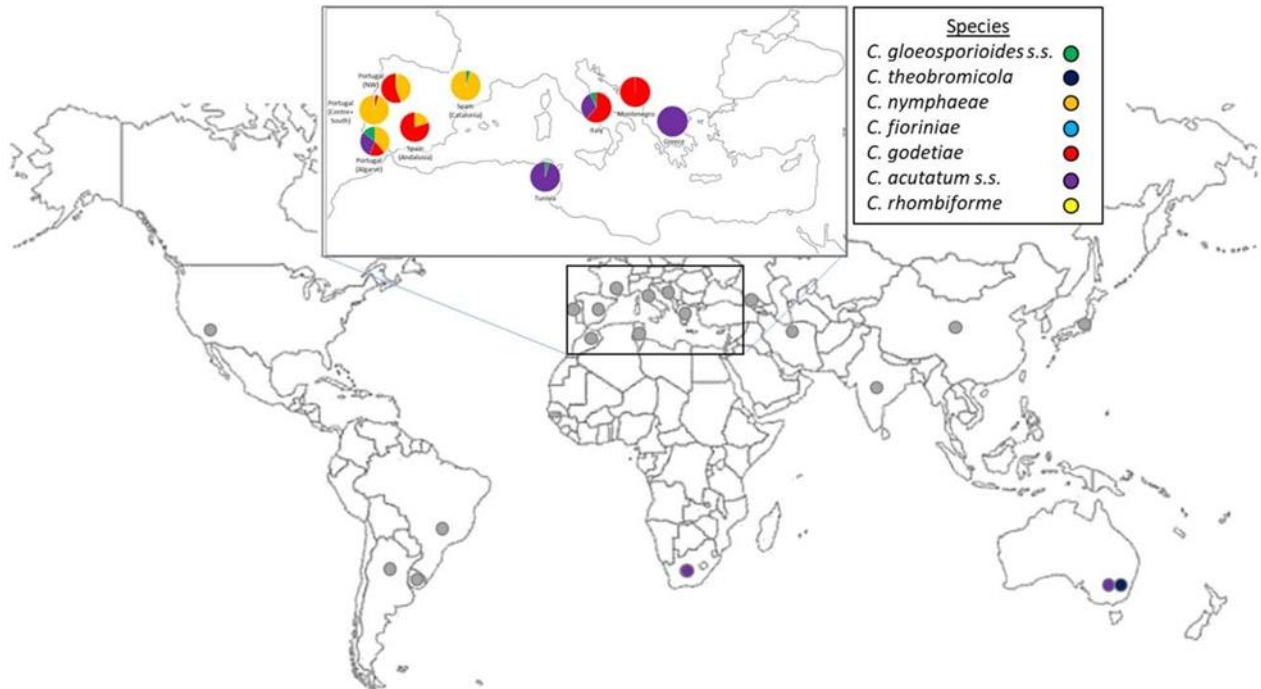 Species
C. gloeosporioides s.s.
C. theobromicola
C. nymphaeae
C. fioriniae
C. godetiae
C. acutatum s.s.
C. rhombiforme
Portugal
(NW)
Portugal
(Centre+
South)
Portugal
(Algarve)
Spain
(Andalusia)
Spain
(Catalonia)
Italy
Montenegro
Greece
Tunisia